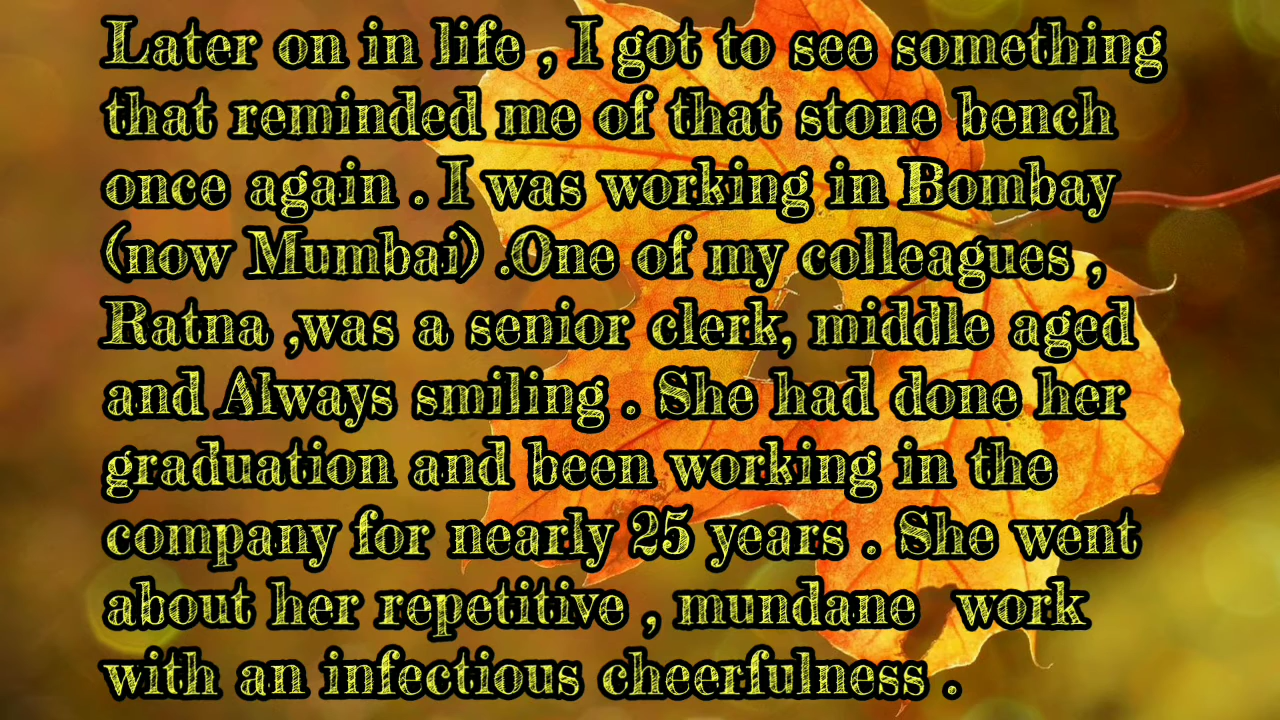 Later on in life , I got to see something
that reminded me of that stone bench
once again . I was working in Bombay
(now Mumbai) .One of my colleagues ,
Ratna ,was a senior clerk, middle aged
and Always smiling . She had done her
graduation and been working in the
company for nearly 25 years . She went
about her repetitive , mundane  work
with an infectious cheerfulness .